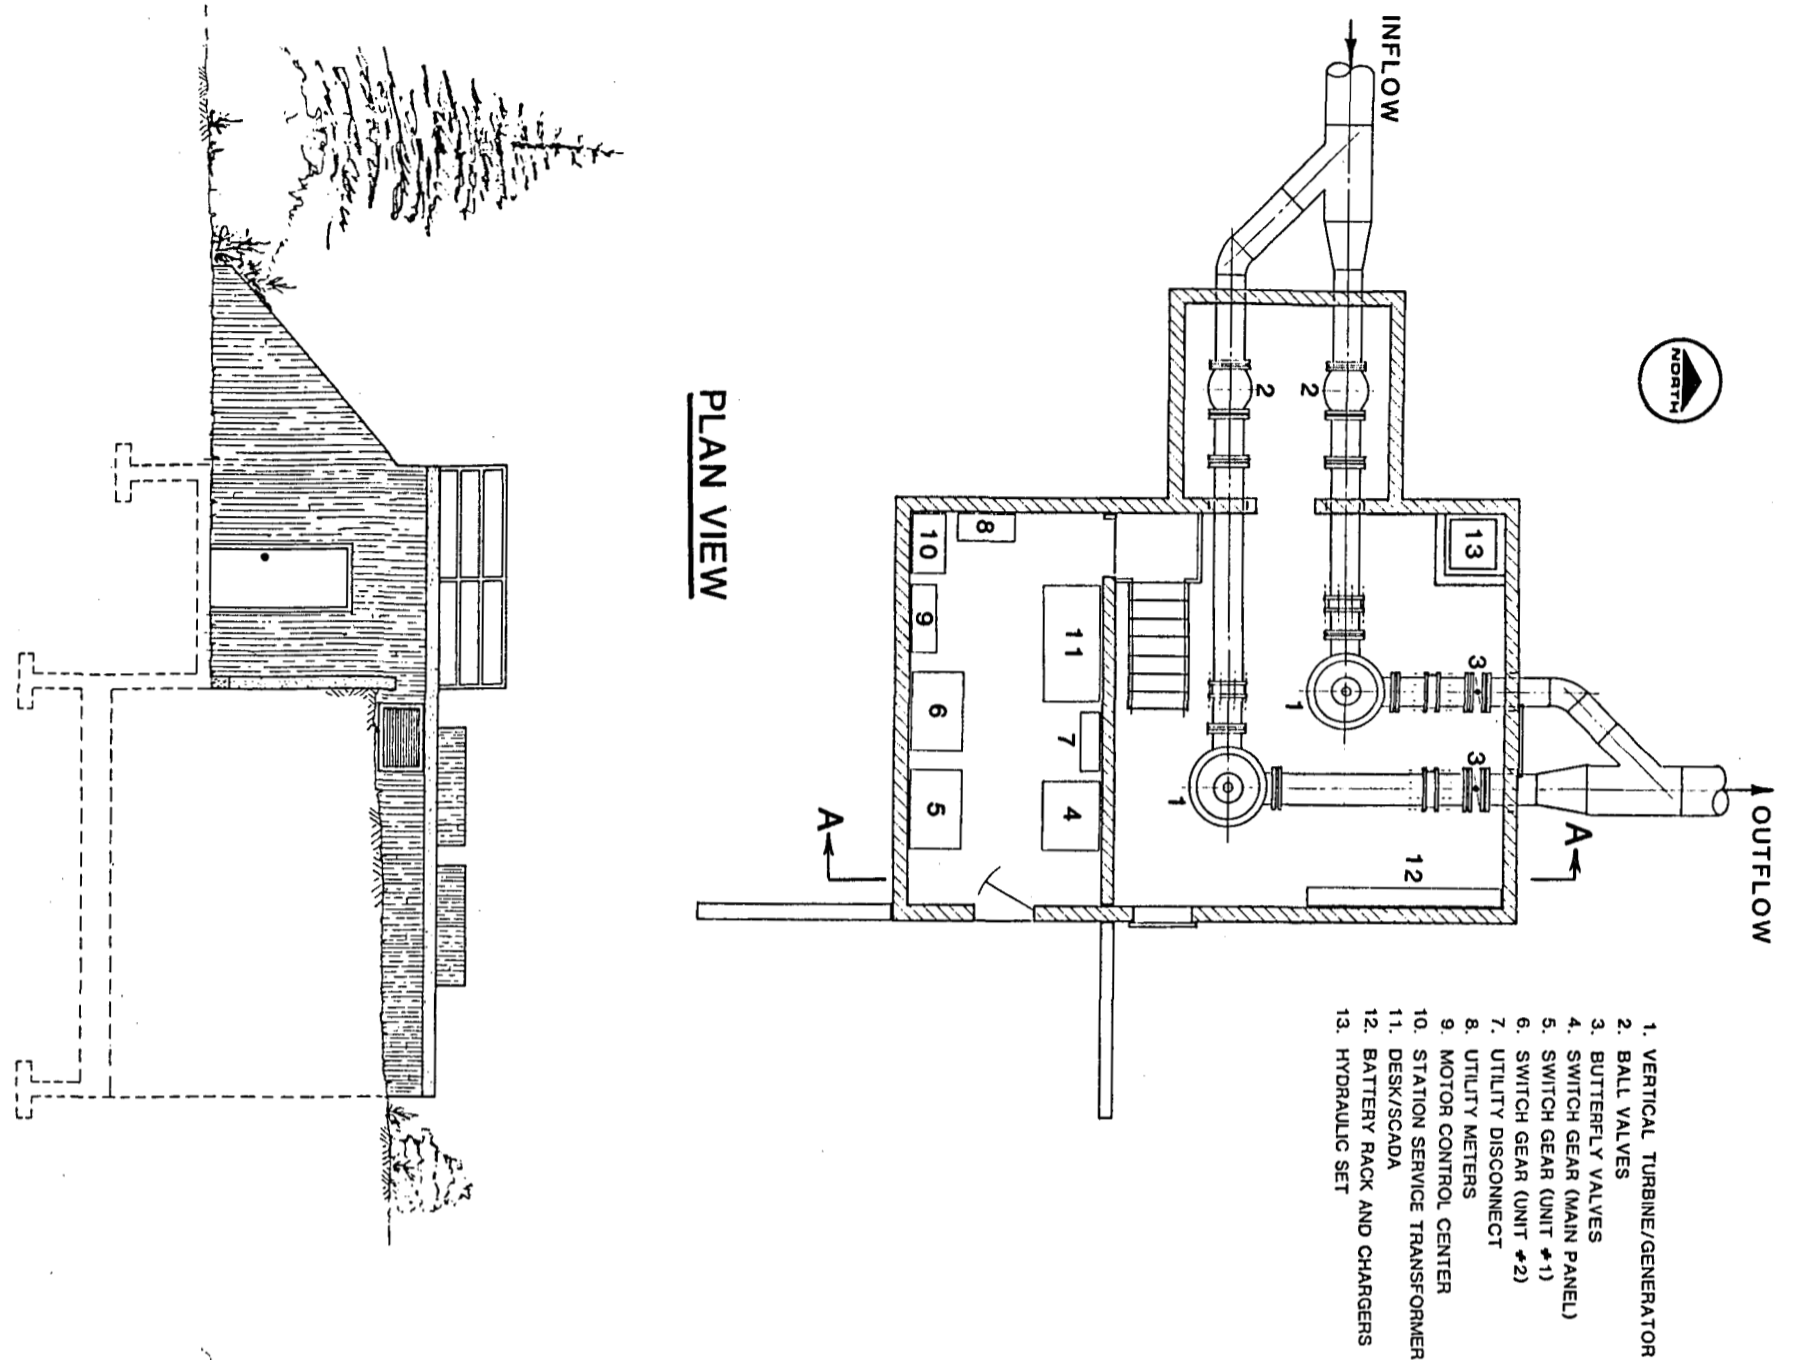 INFLOW
NORTH
2
2
13
10
8
9
11
3
1
6
7
3
1
5
4
12
A
A
OUTFLOW
PLAN VIEW
1. VERTICAL TURBINE/GENERATOR
2. BALL VALVES
3. BUTTERFLY VALVES
4. SWITCH GEAR (MAIN PANEL)
5. SWITCH GEAR (UNIT #1)
6. SWITCH GEAR (UNIT #2)
7. UTILITY DISCONNECT
8. UTILITY METERS
9. MOTOR CONTROL CENTER
10. STATION SERVICE TRANSFORMER
11. DESK/SCADA
12. BATTERY RACK AND CHARGERS
13. HYDRAULIC SET